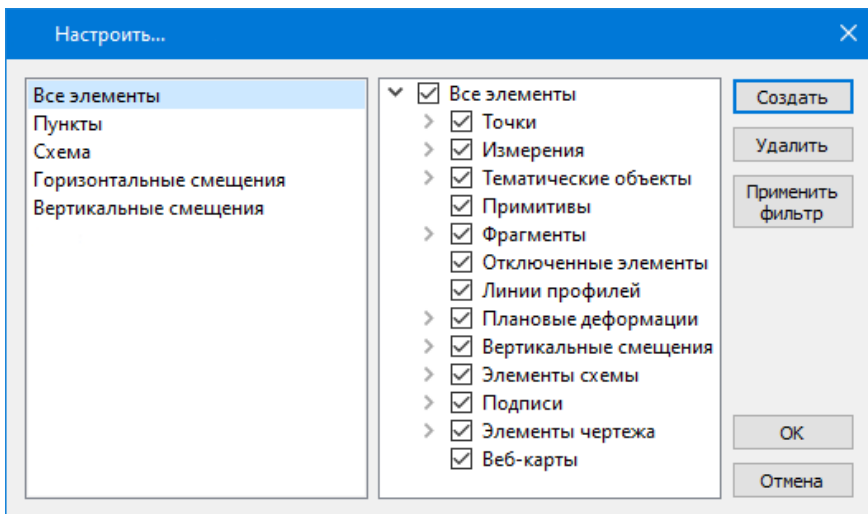 Настроить...
Все элементы
Пункты
Схема
Горизонтальные смещения
Вертикальные смещения
Все элементы
Точки
Измерения
Тематические объекты
Примитивы
Фрагменты
Отключенные элементы
Линии профилей
Плановые деформации
Вертикальные смещения
Элементы схемы
Подписи
Элементы чертежа
Веб-карты
Создать
Удалить
Применить
фильтр
OK
Отмена